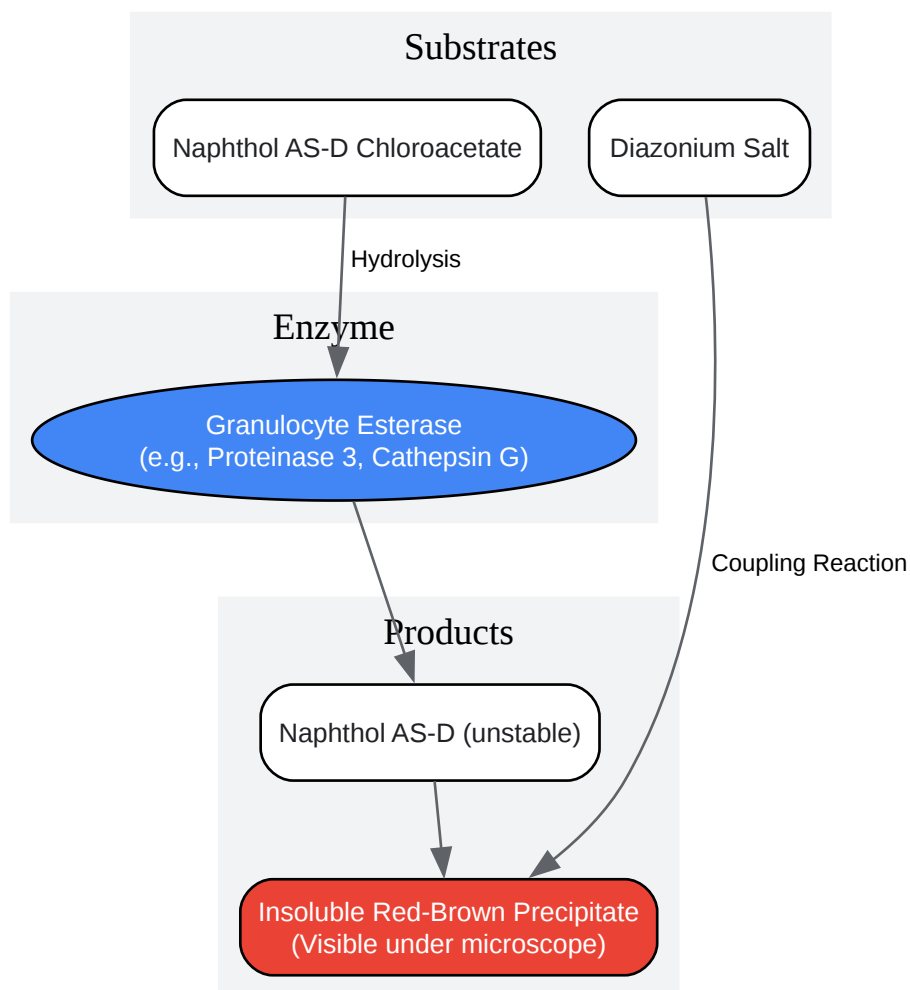 Substrates
Naphthol AS-D Chloroacetate
Diazonium Salt
Hydrolysis
Enzyme
Granulocyte Esterase
(e.g., Proteinase 3, Cathepsin G)
Coupling Reaction
Products
Naphthol AS-D (unstable)
Insoluble Red-Brown Precipitate
(Visible under microscope)